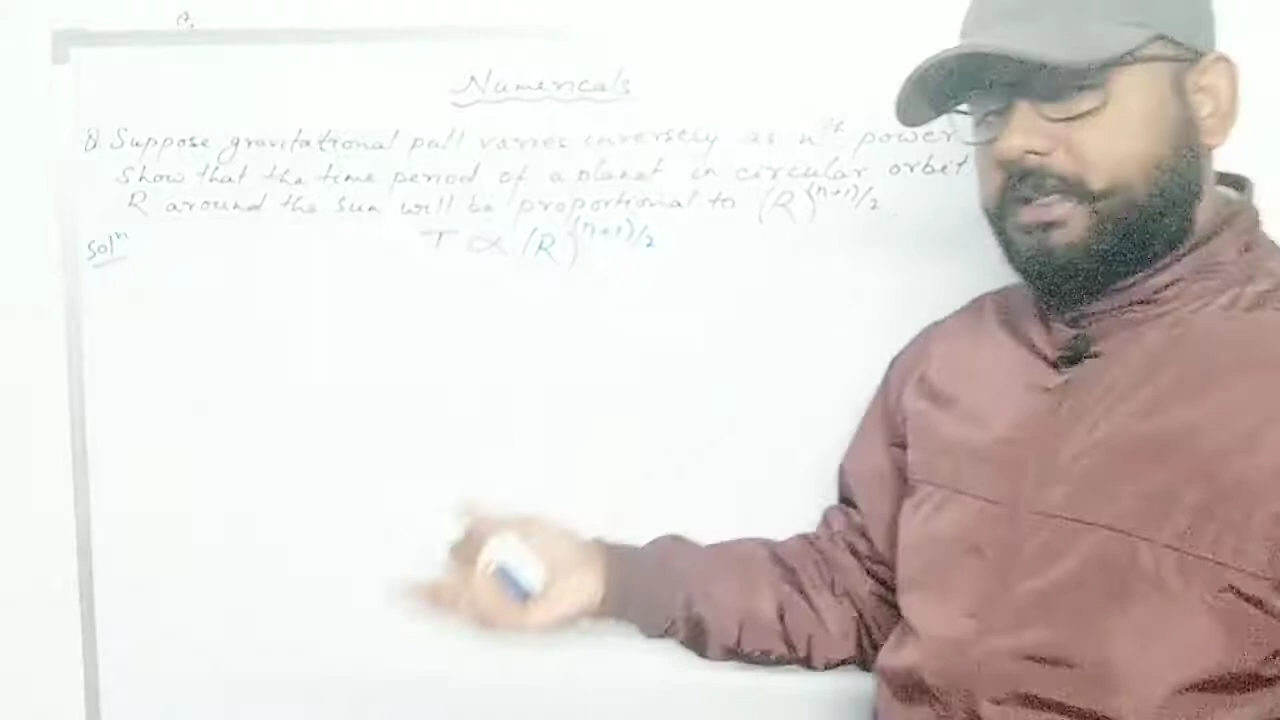 Numericals
Q Suppose gravitational pull varies inversely as nth power
Show that the time period of a planet in circular orbit
R around the sun will be proportional to (R)^(n+1)/2
Solⁿ
T ∝ (R)^(n+1)/2